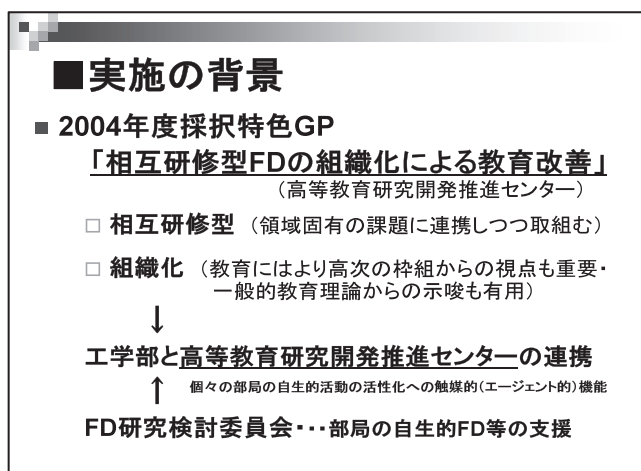 ■実施の背景
■ 2004年度採択特色GP
「相互研修型FDの組織化による教育改善」
（高等教育研究開発推進センター）
□ 相互研修型 （領域固有の課題に連携しつつ取組む）
□ 組織化 （教育にはより高次の枠組からの視点も重要・
一般的教育理論からの示唆も有用）
↓
工学部と高等教育研究開発推進センターの連携
↑ 個々の部局の自生的活動の活性化への触媒的（エージェント的）機能
FD研究検討委員会･･･部局の自生的FD等の支援